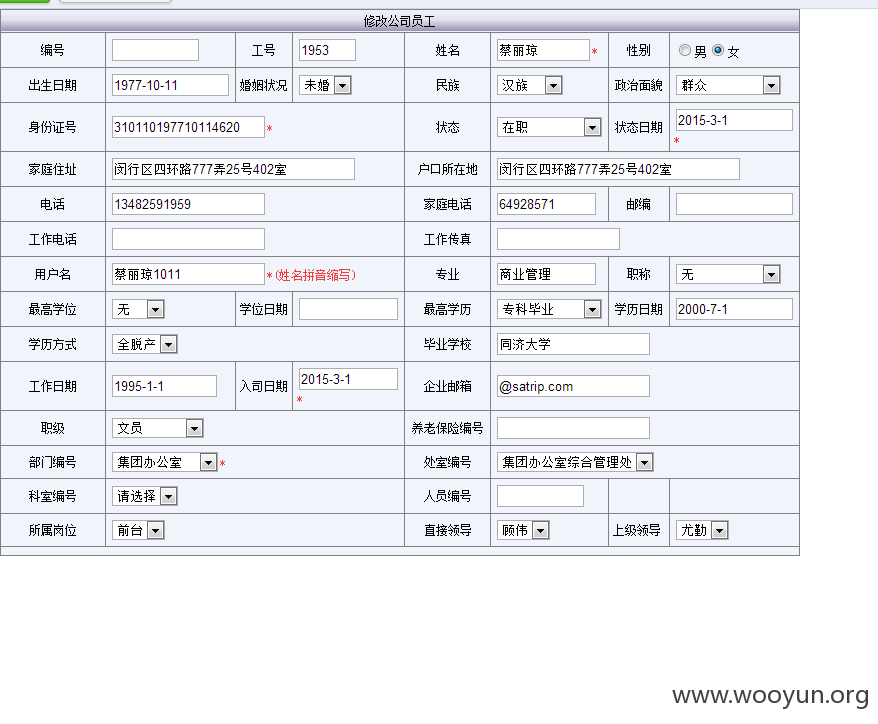 修改公司员工
编号 工号 1953 姓名 蔡丽琼 * 性别 男 女
出生日期 1977-10-11 婚姻状况 未婚 民族 汉族 政治面貌 群众
身份证号 310110197710114620 * 状态 在职 状态日期 2015-3-1 *
家庭住址 闵行区四环路777弄25号402室 户口所在地 闵行区四环路777弄25号402室
电话 13482591959 家庭电话 64928571 邮编
工作电话 工作传真
用户名 蔡丽琼1011 *(姓名拼音缩写) 专业 商业管理 职称 无
最高学位 无 学位日期 最高学历 专科毕业 学历日期 2000-7-1
学历方式 全脱产 毕业学校 同济大学
工作日期 1995-1-1 入司日期 2015-3-1 * 企业邮箱 @satrip.com
职级 文员 养老保险编号
部门编号 集团办公室 * 处室编号 集团办公室综合管理处
科室编号 请选择 人员编号
所属岗位 前台 直接领导 顾伟 上级领导 尤勤
www.wooyun.org